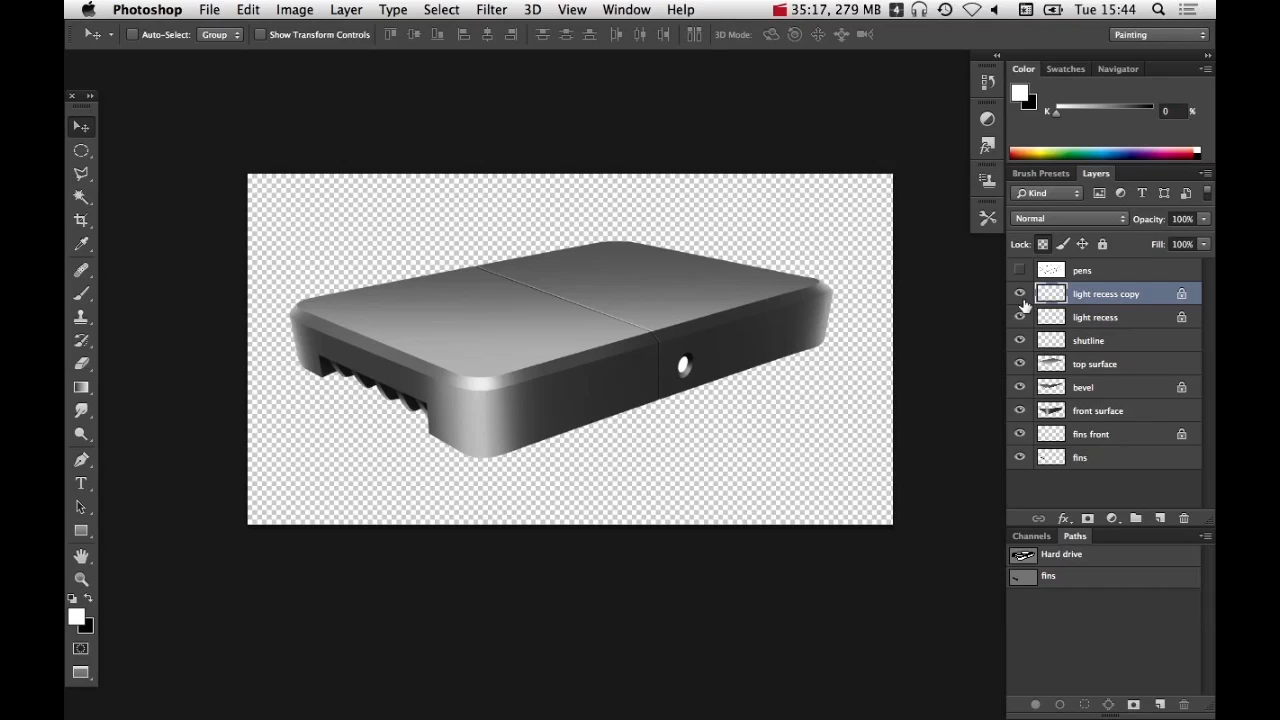 Photoshop File Edit Image Layer Type Select Filter 3D View Window Help 35:17, 279 MB 4 Tue 15:44
Auto-Select: Group Show Transform Controls 3D Mode: Painting
Color Swatches Navigator
K 0 %
Brush Presets Layers
Kind
Normal Opacity: 100%
Lock: Fill: 100%
pens
light recess copy
light recess
shutline
top surface
bevel
front surface
fins front
fins
fx
Channels Paths
Hard drive
fins